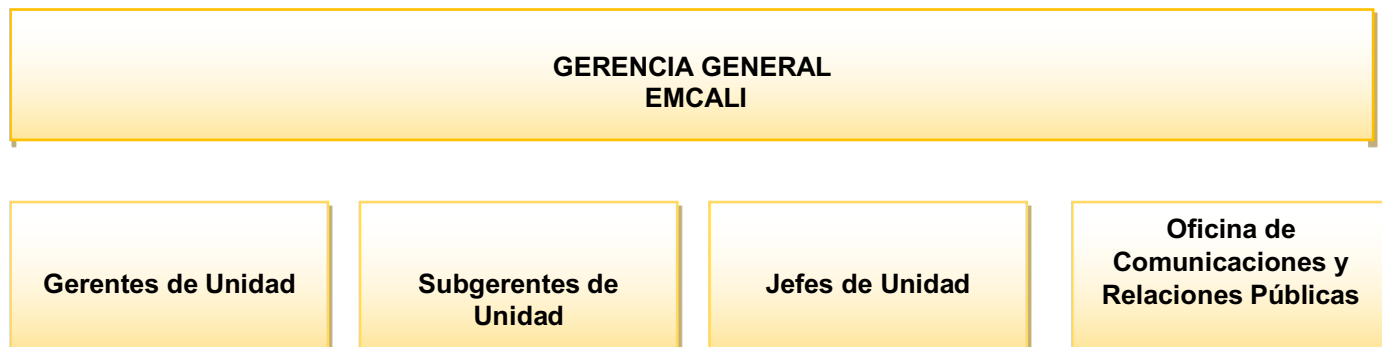 GERENCIA GENERAL
EMCALI
Gerentes de Unidad
Subgerentes de
Unidad
Jefes de Unidad
Oficina de
Comunicaciones y
Relaciones Públicas